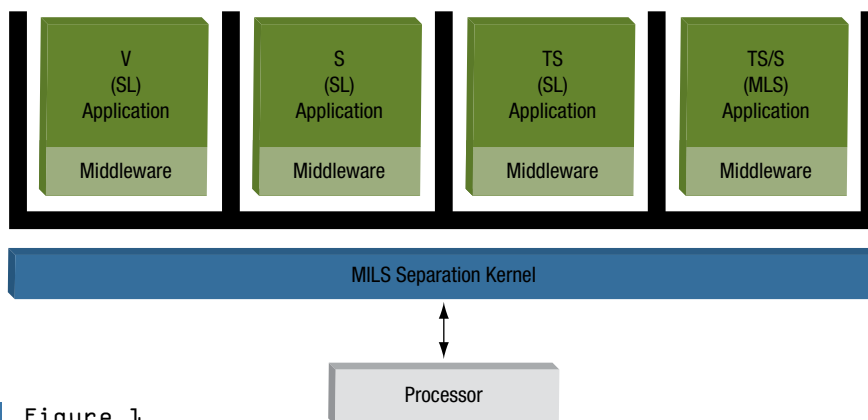 V
(SL)
Application
Middleware
S
(SL)
Application
Middleware
TS
(SL)
Application
Middleware
TS/S
(MLS)
Application
Middleware
MILS Separation Kernel
Processor
Figure 1